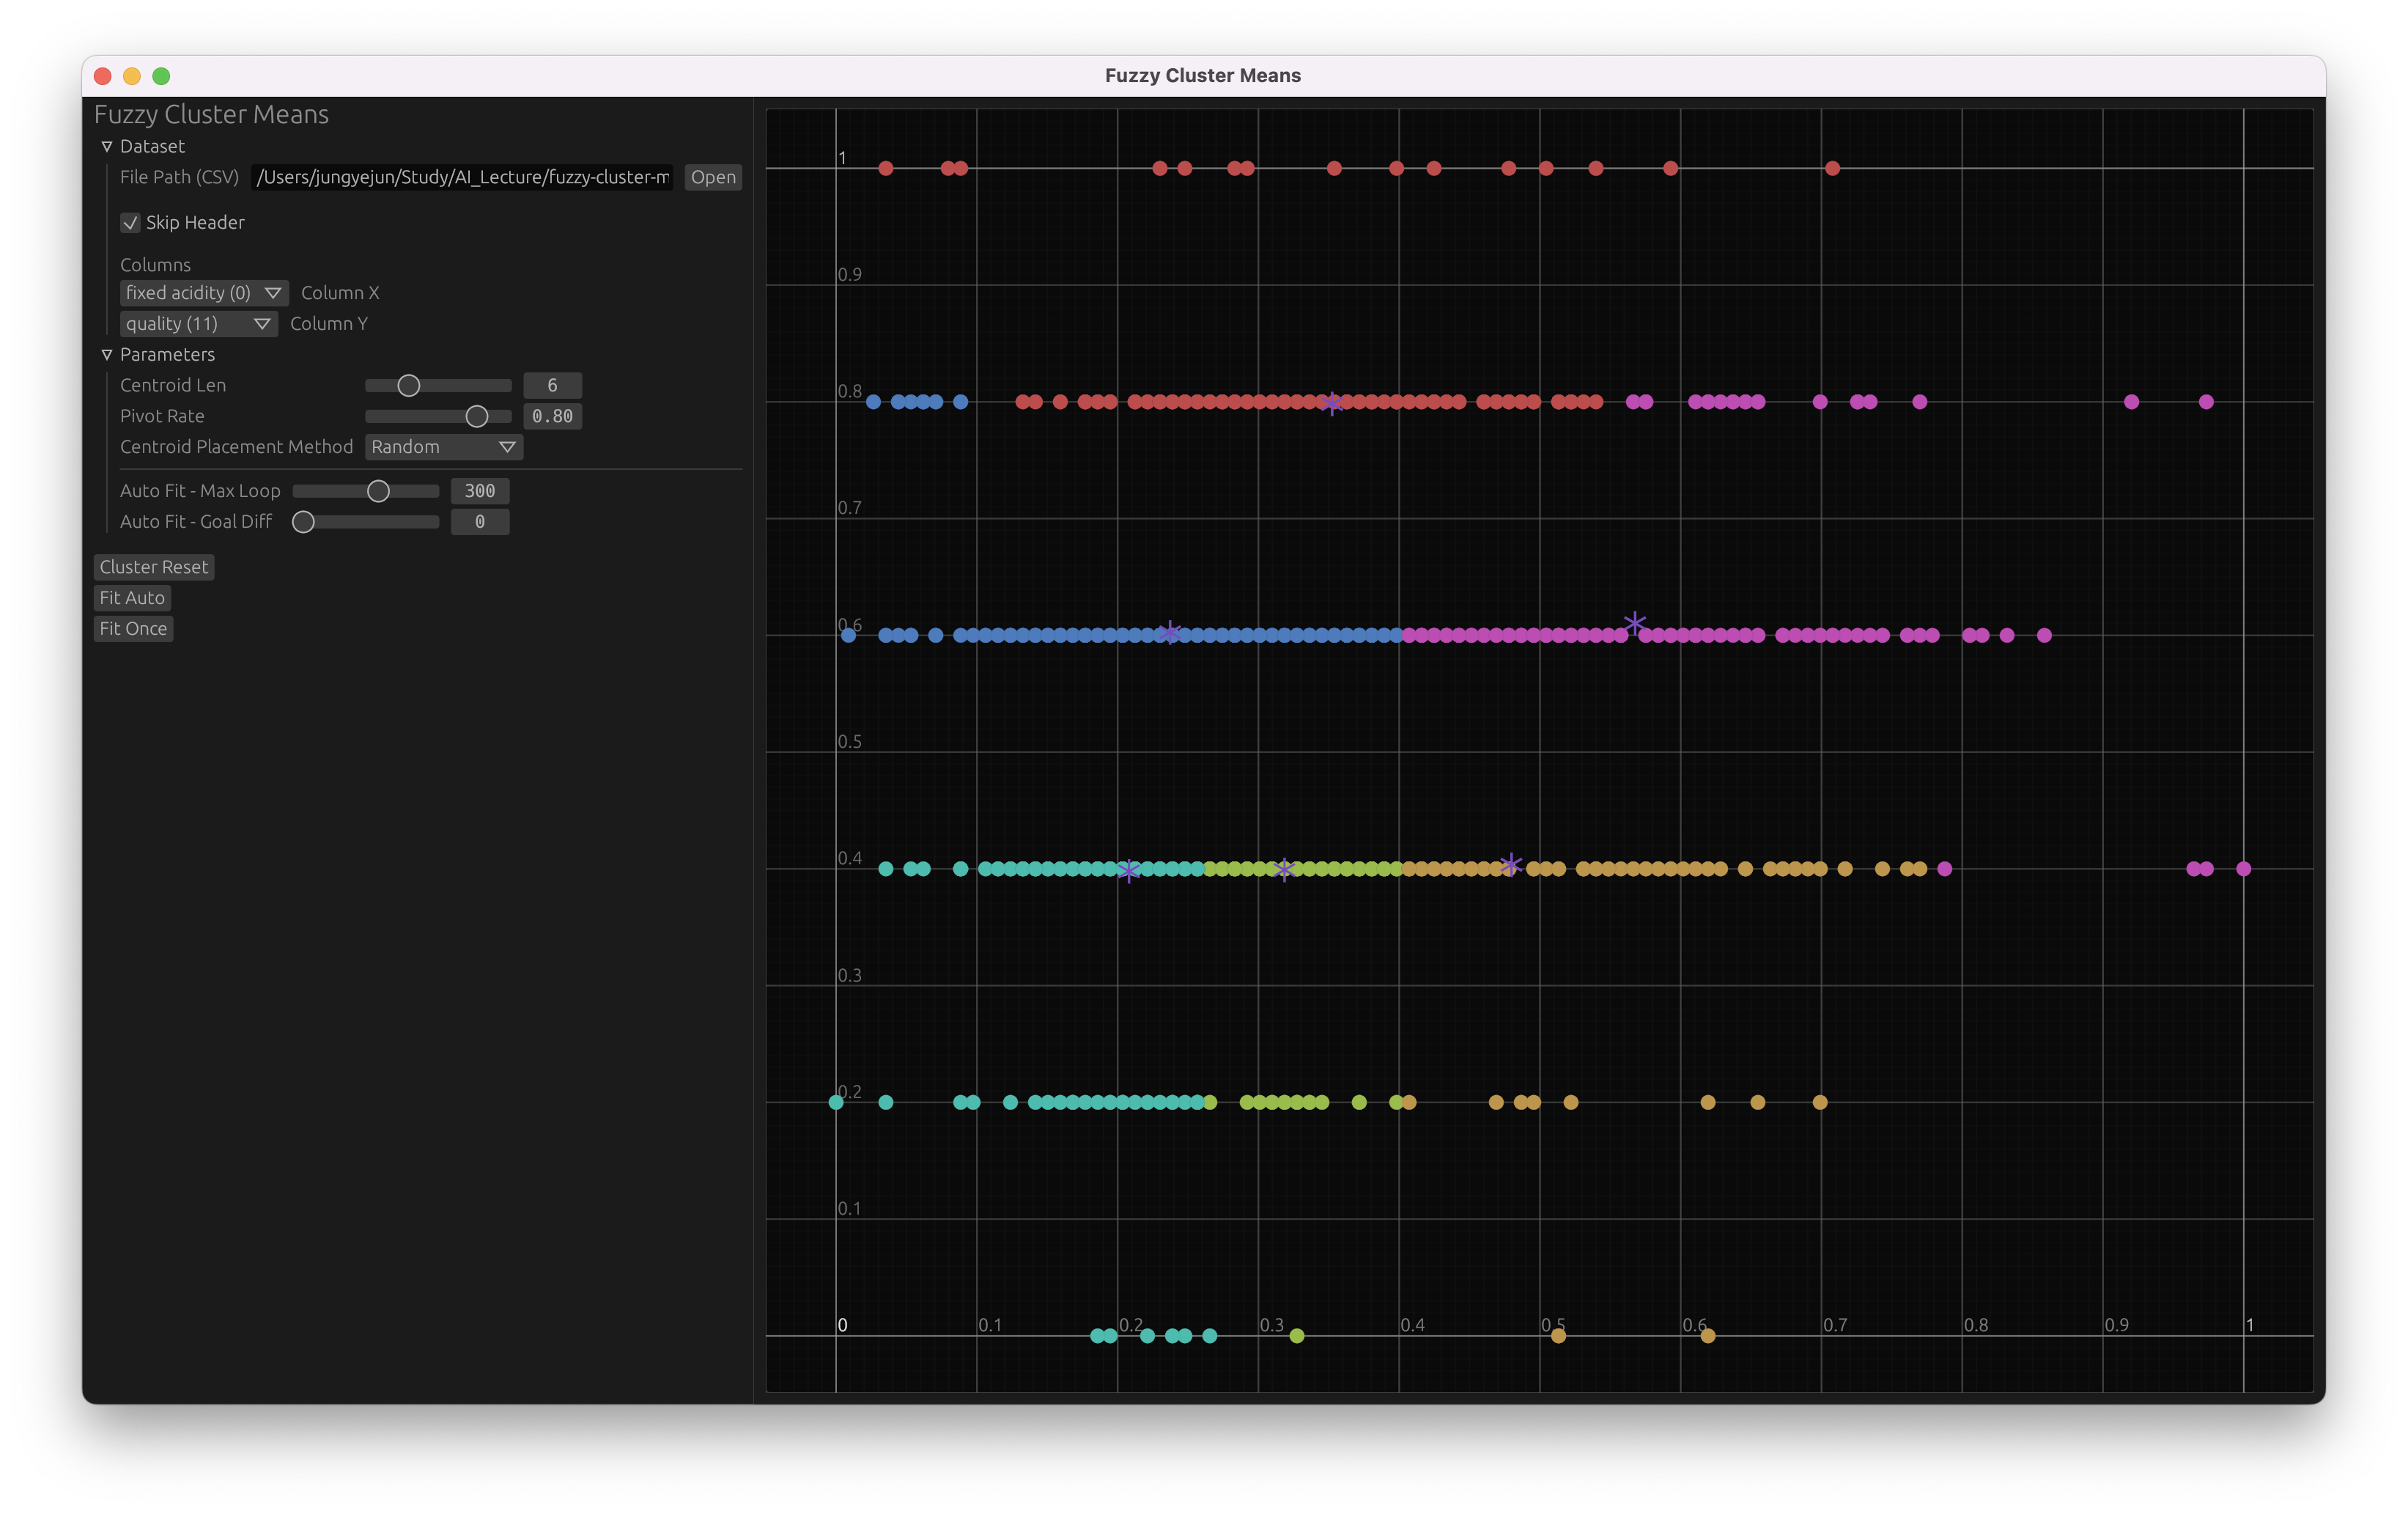 Fuzzy Cluster Means
Fuzzy Cluster Means
Dataset
File Path (CSV) /Users/jungyejun/Study/AI_Lecture/fuzzy-cluster-m Open
Skip Header
Columns
fixed acidity (0) Column X
quality (11) Column Y
Parameters
Centroid Len 6
Pivot Rate 0.80
Centroid Placement Method Random
Auto Fit - Max Loop 300
Auto Fit - Goal Diff 0
Cluster Reset
Fit Auto
Fit Once
1
0.9
0.8
0.7
0.6
0.5
0.4
0.3
0.2
0.1
0 0.1 0.2 0.3 0.4 0.5 0.6 0.7 0.8 0.9 1